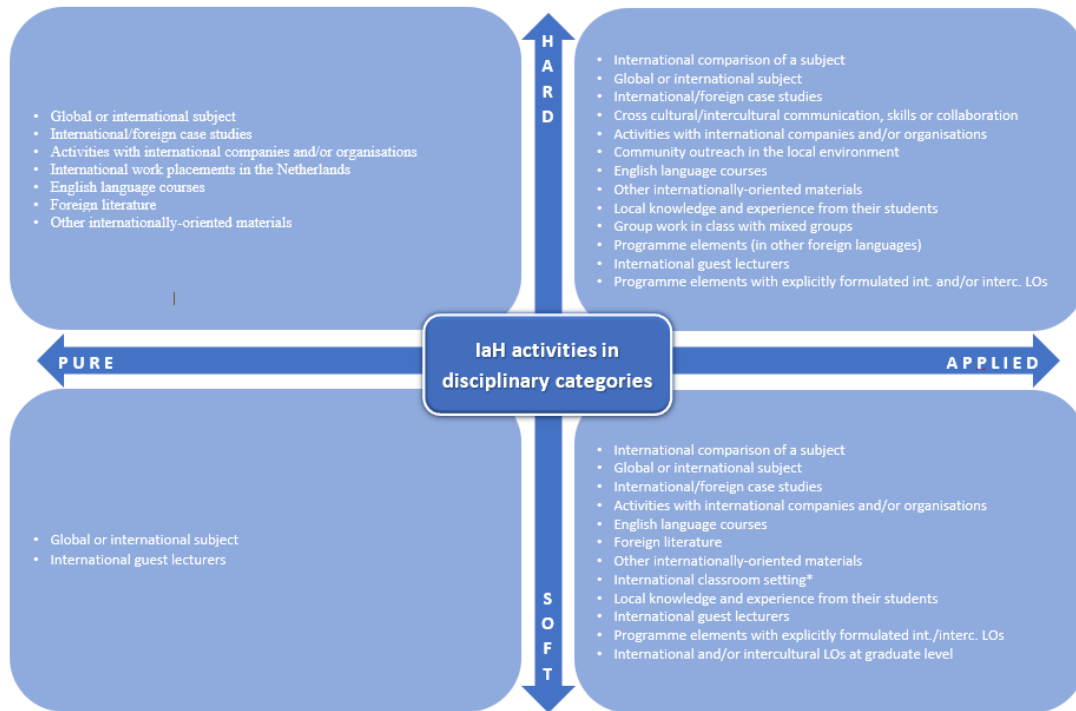 HARD
• Global or international subject
• International/foreign case studies
• Activities with international companies and/or organisations
• International work placements in the Netherlands
• English language courses
• Foreign literature
• Other internationally-oriented materials
• International comparison of a subject
• Global or international subject
• International/foreign case studies
• Cross cultural/intercultural communication, skills or collaboration
• Activities with international companies and/or organisations
• Community outreach in the local environment
• English language courses
• Other internationally-oriented materials
• Local knowledge and experience from their students
• Group work in class with mixed groups
• Programme elements (in other foreign languages)
• International guest lecturers
• Programme elements with explicitly formulated int. and/or interc. LOs
PURE
IaH activities in
disciplinary categories
APPLIED
• Global or international subject
• International guest lecturers
• International comparison of a subject
• Global or international subject
• International/foreign case studies
• Activities with international companies and/or organisations
• English language courses
• Foreign literature
• Other internationally-oriented materials
• International classroom setting*
• Local knowledge and experience from their students
• International guest lecturers
• Programme elements with explicitly formulated int./interc. LOs
• International and/or intercultural LOs at graduate level
SOFT